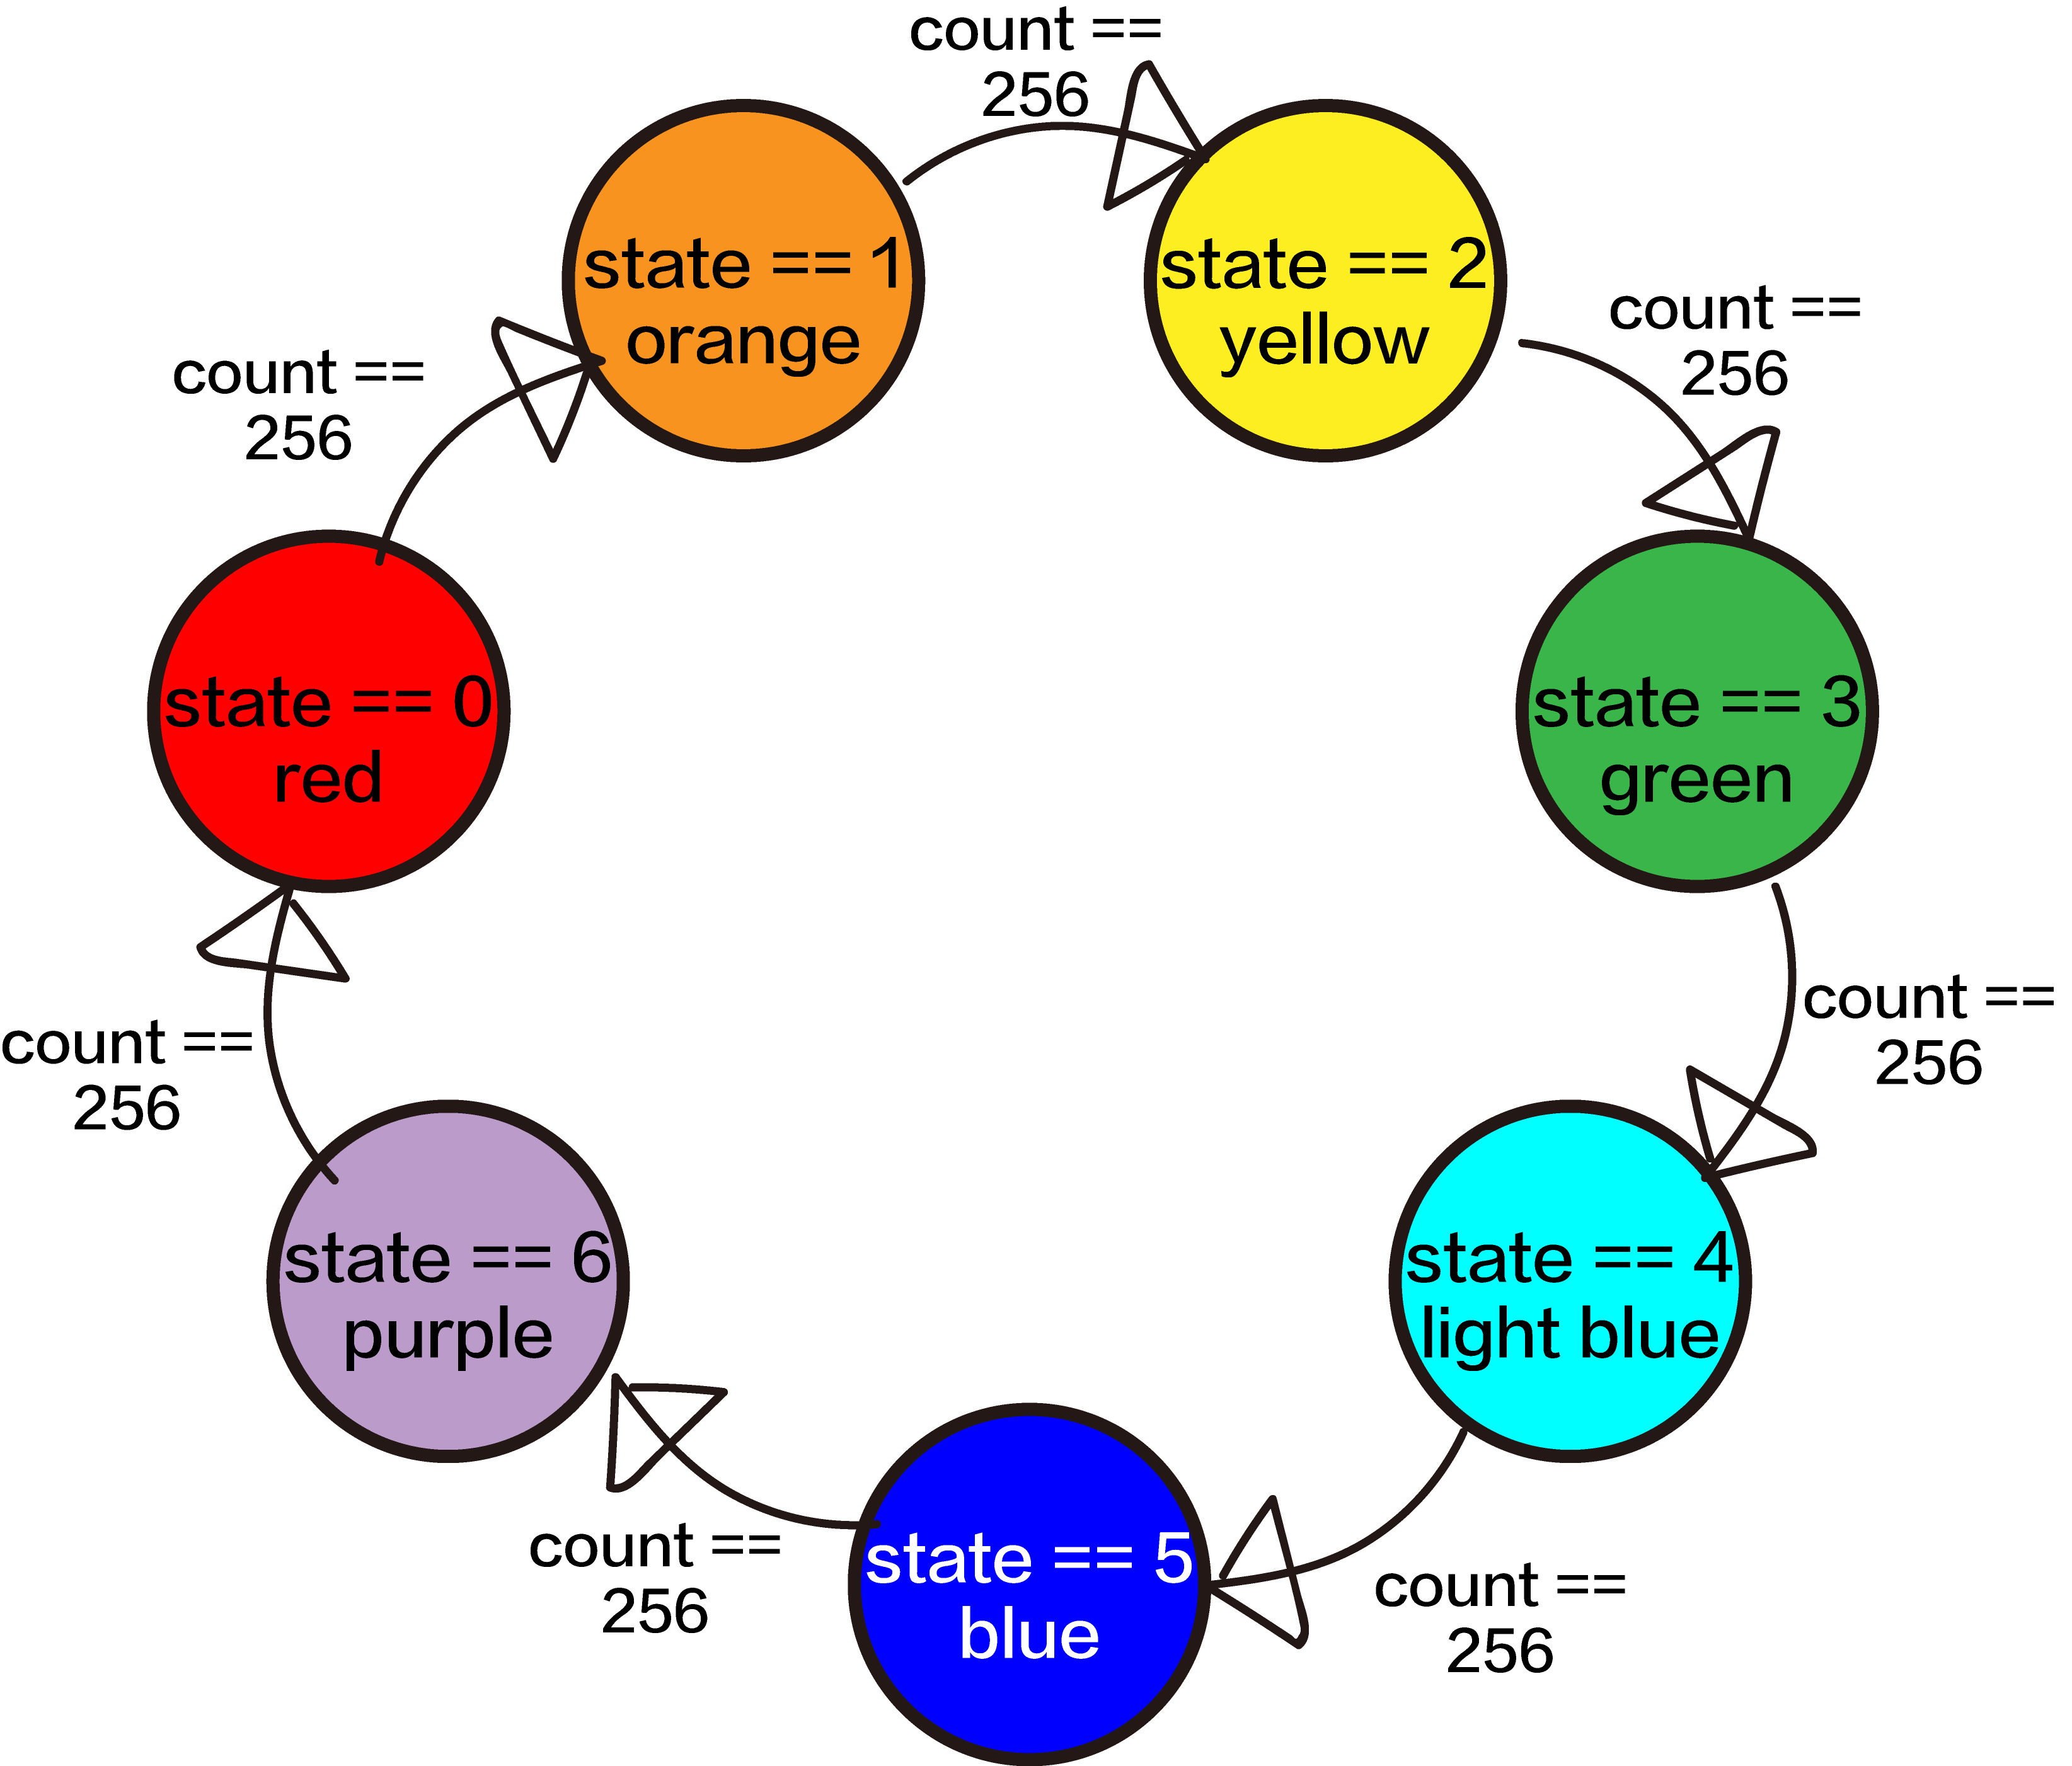 count ==
256
state == 1
orange
state == 2
yellow
count ==
256
count ==
256
state == 0
red
state == 3
green
count ==
256
count ==
256
state == 6
purple
state == 4
light blue
count ==
256
state == 5
blue
count ==
256